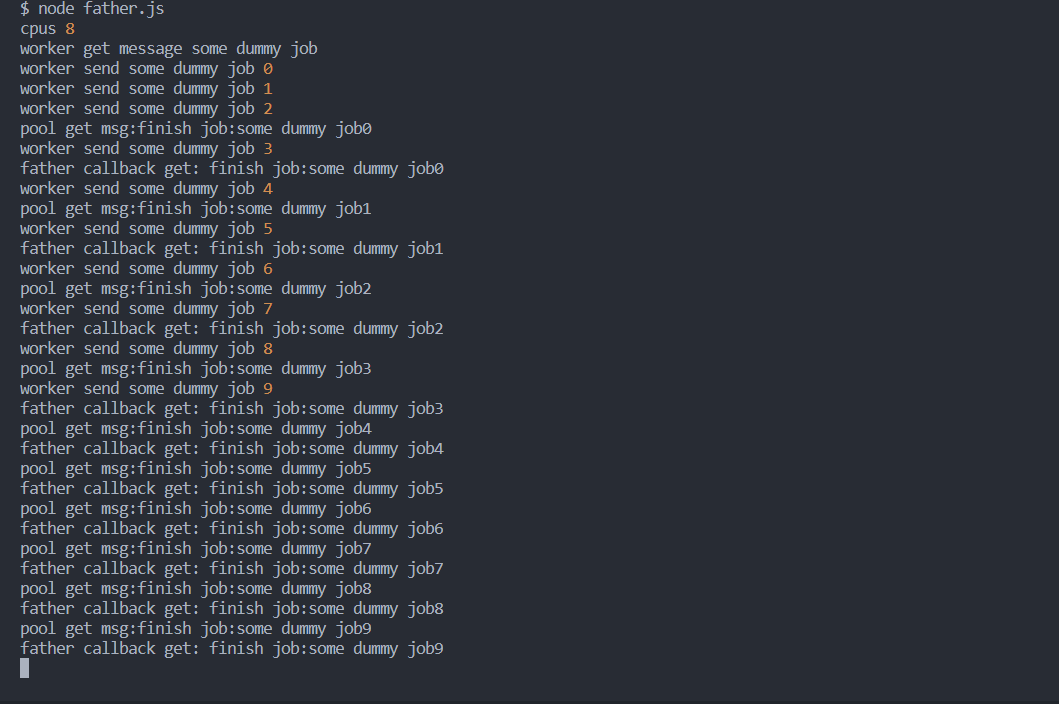 $ node father.js
cpus 8
worker get message some dummy job
worker send some dummy job 0
worker send some dummy job 1
worker send some dummy job 2
pool get msg:finish job:some dummy job0
worker send some dummy job 3
father callback get: finish job:some dummy job0
worker send some dummy job 4
pool get msg:finish job:some dummy job1
worker send some dummy job 5
father callback get: finish job:some dummy job1
worker send some dummy job 6
pool get msg:finish job:some dummy job2
worker send some dummy job 7
father callback get: finish job:some dummy job2
worker send some dummy job 8
pool get msg:finish job:some dummy job3
worker send some dummy job 9
father callback get: finish job:some dummy job3
pool get msg:finish job:some dummy job4
father callback get: finish job:some dummy job4
pool get msg:finish job:some dummy job5
father callback get: finish job:some dummy job5
pool get msg:finish job:some dummy job6
father callback get: finish job:some dummy job6
pool get msg:finish job:some dummy job7
father callback get: finish job:some dummy job7
pool get msg:finish job:some dummy job8
father callback get: finish job:some dummy job8
pool get msg:finish job:some dummy job9
father callback get: finish job:some dummy job9